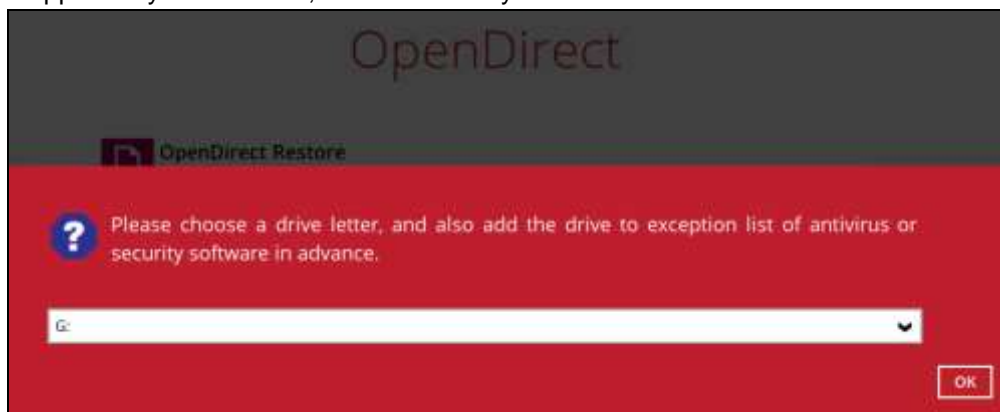 OpenDirect
OpenDirect Restore
Please choose a drive letter, and also add the drive to exception list of antivirus or
security software in advance.
G:
OK